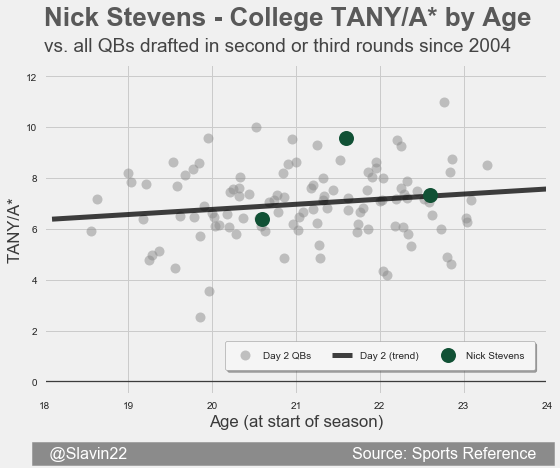 Nick Stevens - College TANY/A* by Age
vs. all QBs drafted in second or third rounds since 2004
12
10
8
6
4
2
0
TANY/A*
Day 2 QBs
Day 2 (trend)
Nick Stevens
18
19
20
21
22
23
24
Age (at start of season)
@Slavin22
Source: Sports Reference